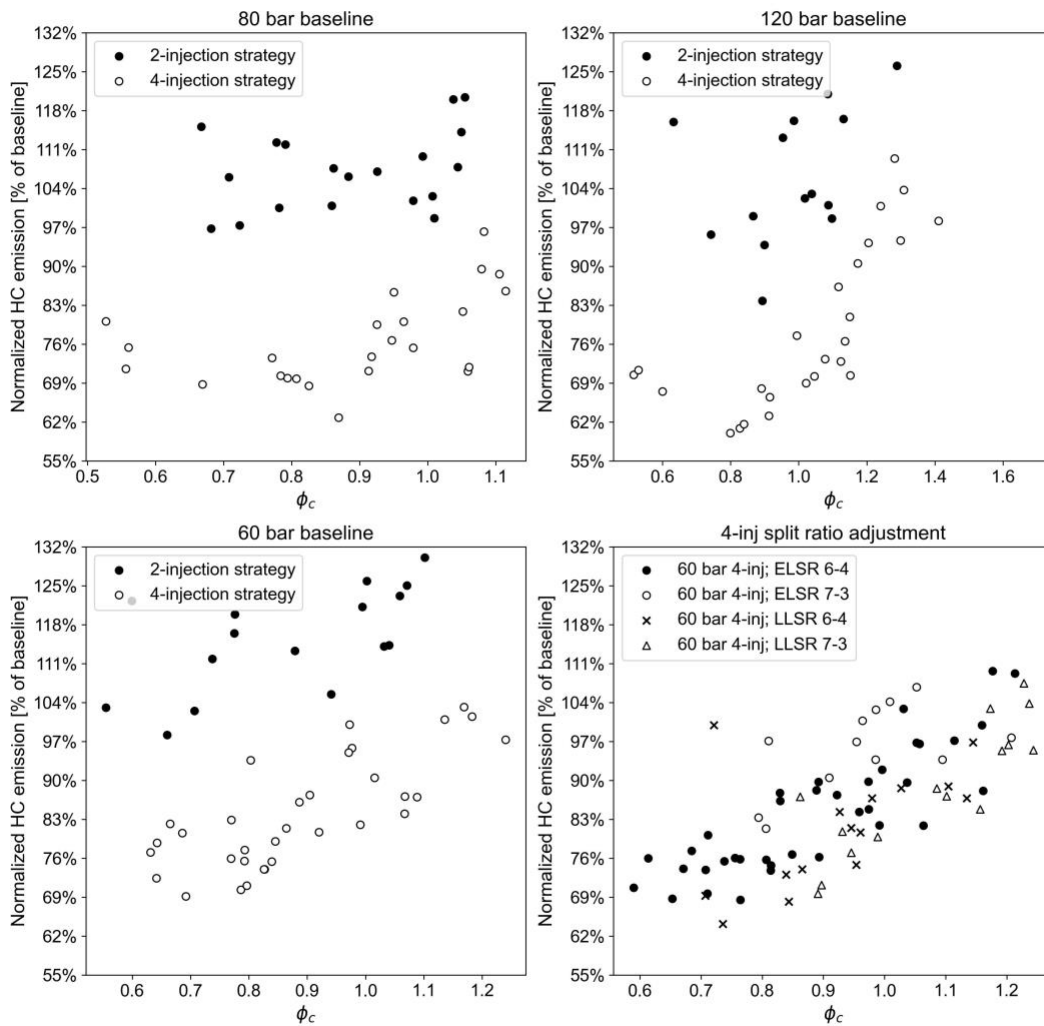 80 bar baseline
132%
125%
118%
111%
104%
97%
90%
83%
76%
69%
62%
55%
Normalized HC emission [% of baseline]
2-injection strategy
4-injection strategy
0.5 0.6 0.7 0.8 0.9 1.0 1.1
ϕc
120 bar baseline
132%
125%
118%
111%
104%
97%
90%
83%
76%
69%
62%
55%
Normalized HC emission [% of baseline]
2-injection strategy
4-injection strategy
0.6 0.8 1.0 1.2 1.4 1.6
ϕc
60 bar baseline
132%
125%
118%
111%
104%
97%
90%
83%
76%
69%
62%
55%
Normalized HC emission [% of baseline]
2-injection strategy
4-injection strategy
0.6 0.7 0.8 0.9 1.0 1.1 1.2
ϕc
4-inj split ratio adjustment
132%
125%
118%
111%
104%
97%
90%
83%
76%
69%
62%
55%
Normalized HC emission [% of baseline]
60 bar 4-inj; ELSR 6-4
60 bar 4-inj; ELSR 7-3
60 bar 4-inj; LLSR 6-4
60 bar 4-inj; LLSR 7-3
0.6 0.7 0.8 0.9 1.0 1.1 1.2
ϕc